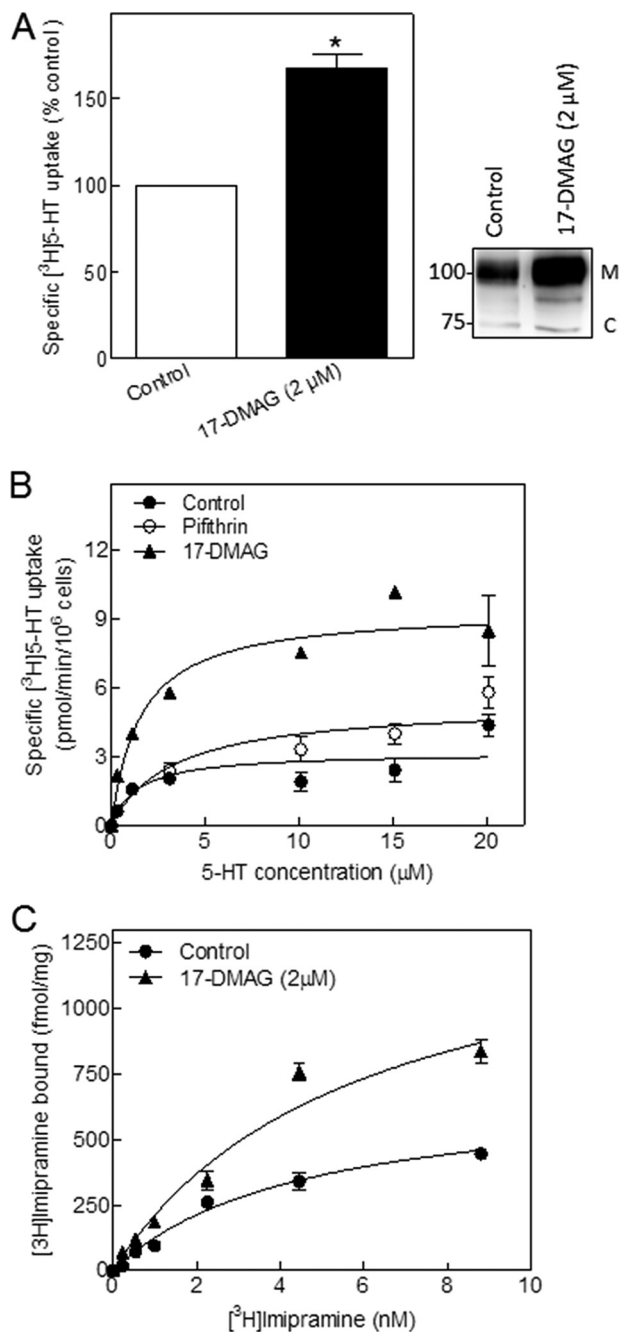 A
Specific [³H]5-HT uptake (% control)
150
100
50
0
Control
17-DMAG (2 µM)
Control
17-DMAG (2 µM)
100-
75-
M
C
*
B
Specific [³H]5-HT uptake
(pmol/min/10⁶ cells)
Control
Pifithrin
17-DMAG
12
9
6
3
0
0 5 10 15 20
5-HT concentration (µM)
C
[3H]Imipramine bound (fmol/mg)
Control
17-DMAG (2µM)
1250
1000
750
500
250
0
0 2 4 6 8 10
[³H]Imipramine (nM)